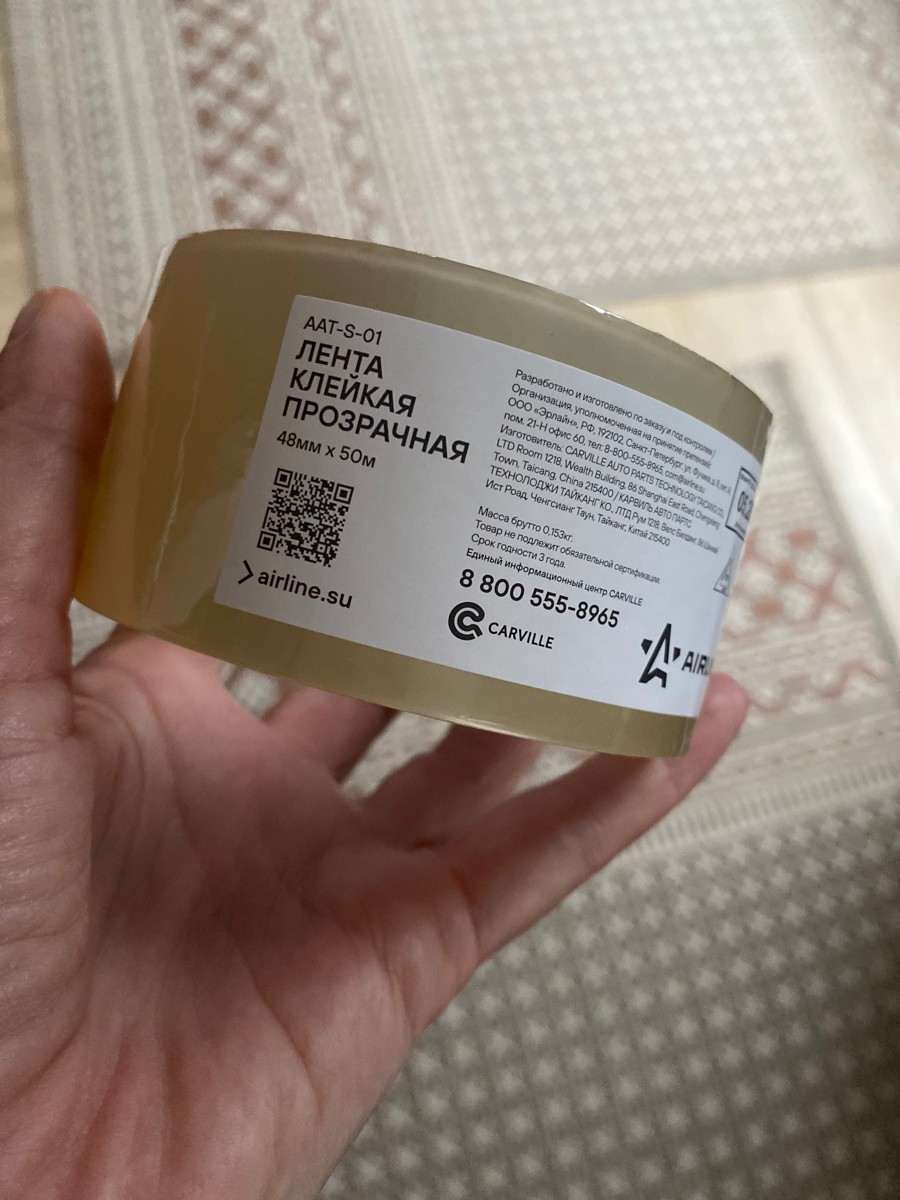 AAT-S-01
ЛЕНТА
КЛЕЙКАЯ
ПРОЗРАЧНАЯ
48мм x 50м
airline.su
Разработано и изготовлено по заказу и под контролем /
Организация, уполномоченная на принятие претензий:
ООО «Эрлайн», РФ, 192102, Санкт-Петербург, ул. Фучика, д. 8, лит.
пом. 21-Н офис 60, тел: 8-800-555-8965, com@airline.su
Изготовитель: CARVILLE AUTO PARTS TECHNOLOGY TAICANG CO.,
LTD Room 1218, Wealth Building, 86 Shanghai East Road, Chengxiang
Town, Taicang, China 215400 / КАРВИЛЬ АВТО ПАРТС
ТЕХНОЛОДЖИ ТАЙКАНГ КО., ЛТД Рум 1218, Велс Билдинг, 86 Шанхай
Ист Роад, Ченгсианг Таун, Тайканг, Китай 215400
Масса брутто 0,153кг.
Товар не подлежит обязательной сертификации.
Срок годности 3 года.
Единый информационный центр CARVILLE
8 800 555-8965
CARVILLE